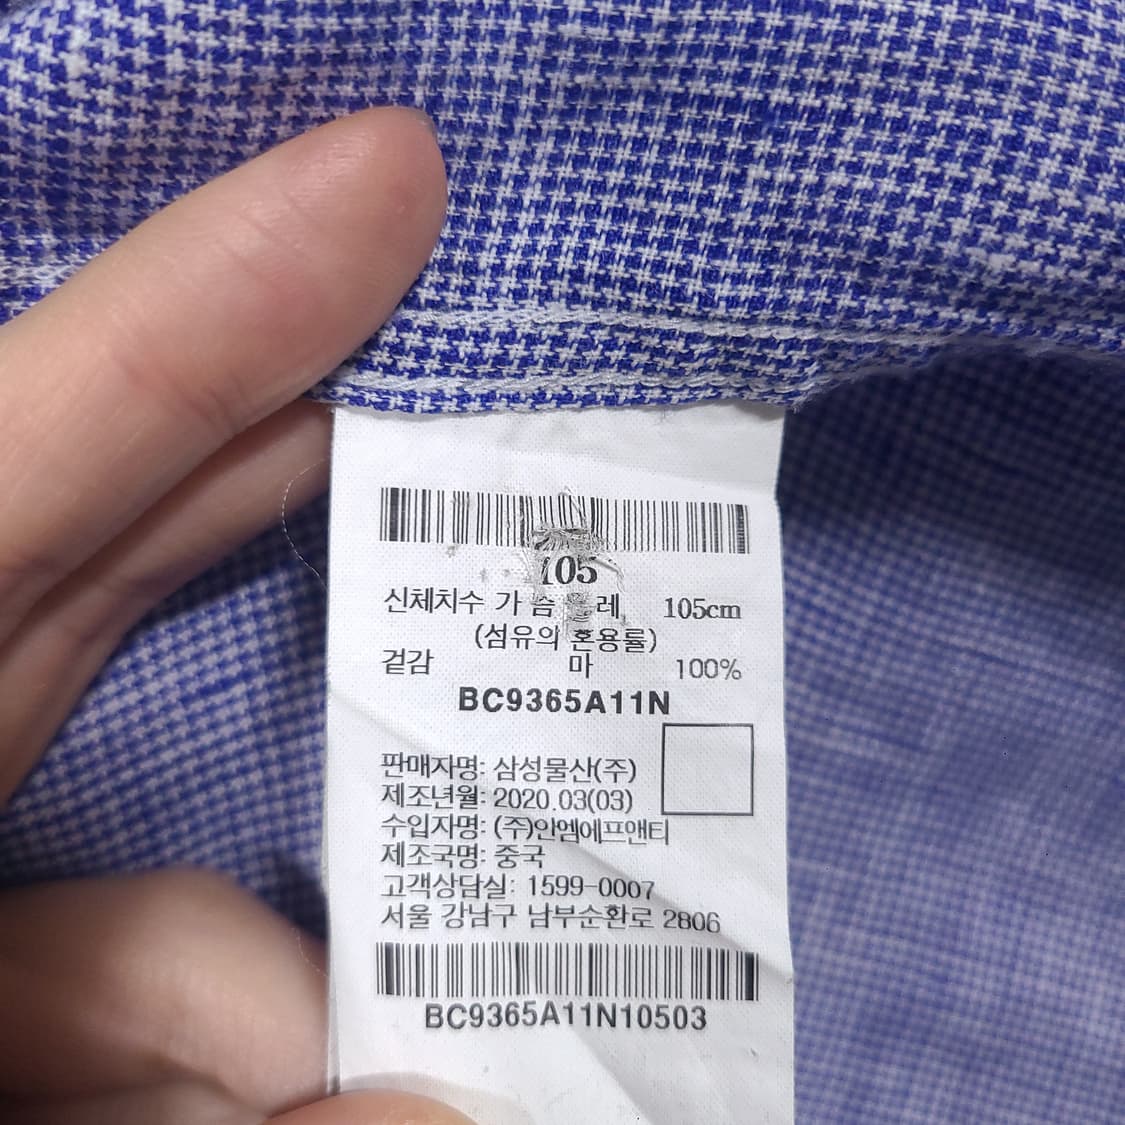 105
신체치수 가슴 레 105cm
(섬유의 혼용률)
겉감 마 100%
BC9365A11N
판매자명: 삼성물산(주)
제조년월: 2020.03(03)
수입자명: (주)인엠에프앤티
제조국명: 중국
고객상담실: 1599-0007
서울 강남구 남부순환로 2806
BC9365A11N10503